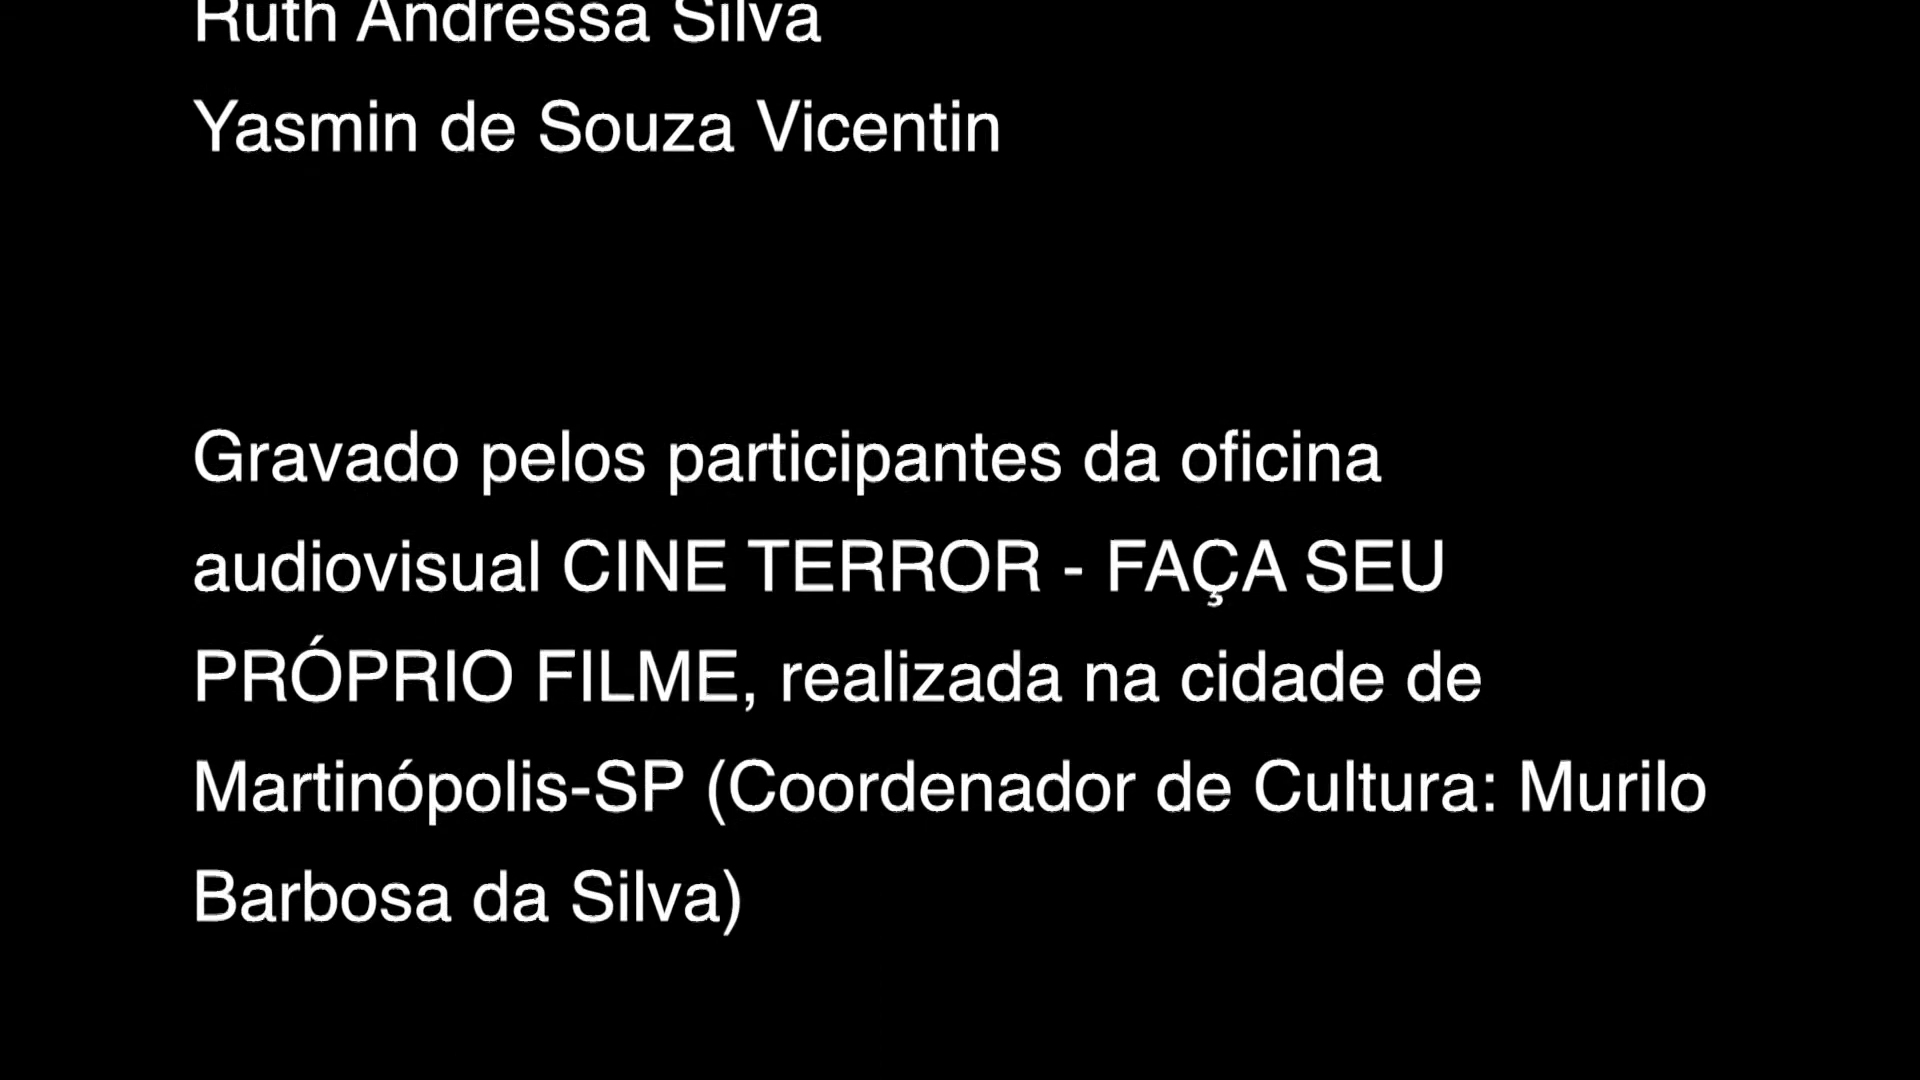 Ruth Andressa Silva
Yasmin de Souza Vicentin
Gravado pelos participantes da oficina
audiovisual CINE TERROR - FAÇA SEU
PRÓPRIO FILME, realizada na cidade de
Martinópolis-SP (Coordenador de Cultura: Murilo
Barbosa da Silva)